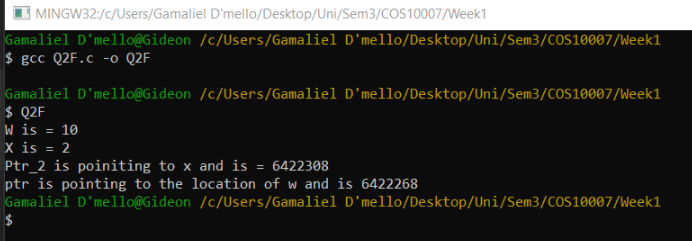 MINGW32:/c/Users/Gamaliel D'mello/Desktop/Uni/Sem3/COS10007/Week1
Gamaliel D'mello@Gideon /c/Users/Gamaliel D'mello/Desktop/Uni/Sem3/COS10007/Week1
$ gcc Q2F.c -o Q2F
Gamaliel D'mello@Gideon /c/Users/Gamaliel D'mello/Desktop/Uni/Sem3/COS10007/Week1
$ Q2F
W is = 10
X is = 2
Ptr_2 is poiniting to x and is = 6422308
ptr is pointing to the location of w and is 6422268
Gamaliel D'mello@Gideon /c/Users/Gamaliel D'mello/Desktop/Uni/Sem3/COS10007/Week1
$